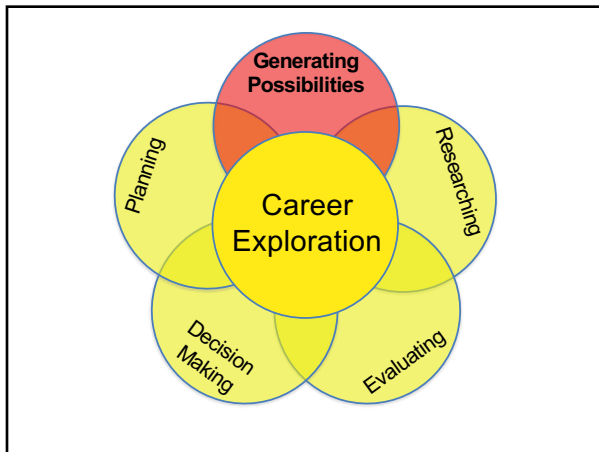 Generating
Possibilities
Researching
Evaluating
Decision
Making
Planning
Career
Exploration